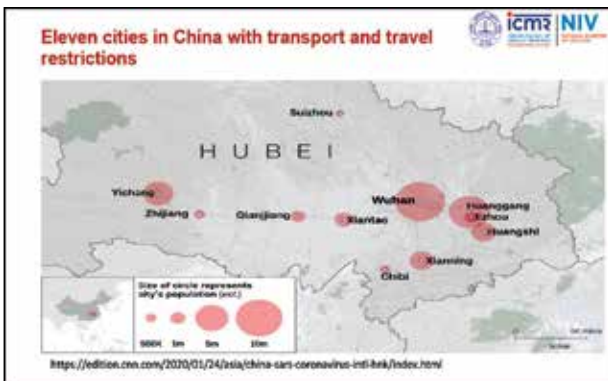 Eleven cities in China with transport and travel
restrictions
icmr
NIV
Suizhou
HUBEI
Yichang
Zhijiang
Qianjiang
Xiantao
Wuhan
Huanggang
Ezhou
Huangshi
Xianning
Chibi
Size of circle represents
city's population (est.)
500K 1m 5m 10m
https://edition.cnn.com/2020/01/24/asia/china-sars-coronavirus-intl-hnk/index.html